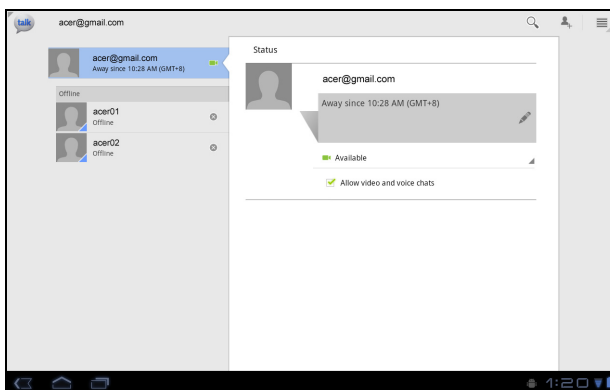 talk
acer@gmail.com
acer@gmail.com
Away since 10:28 AM (GMT+8)
Offline
acer01
Offline
acer02
Offline
Status
acer@gmail.com
Away since 10:28 AM (GMT+8)
Available
Allow video and voice chats
1:20